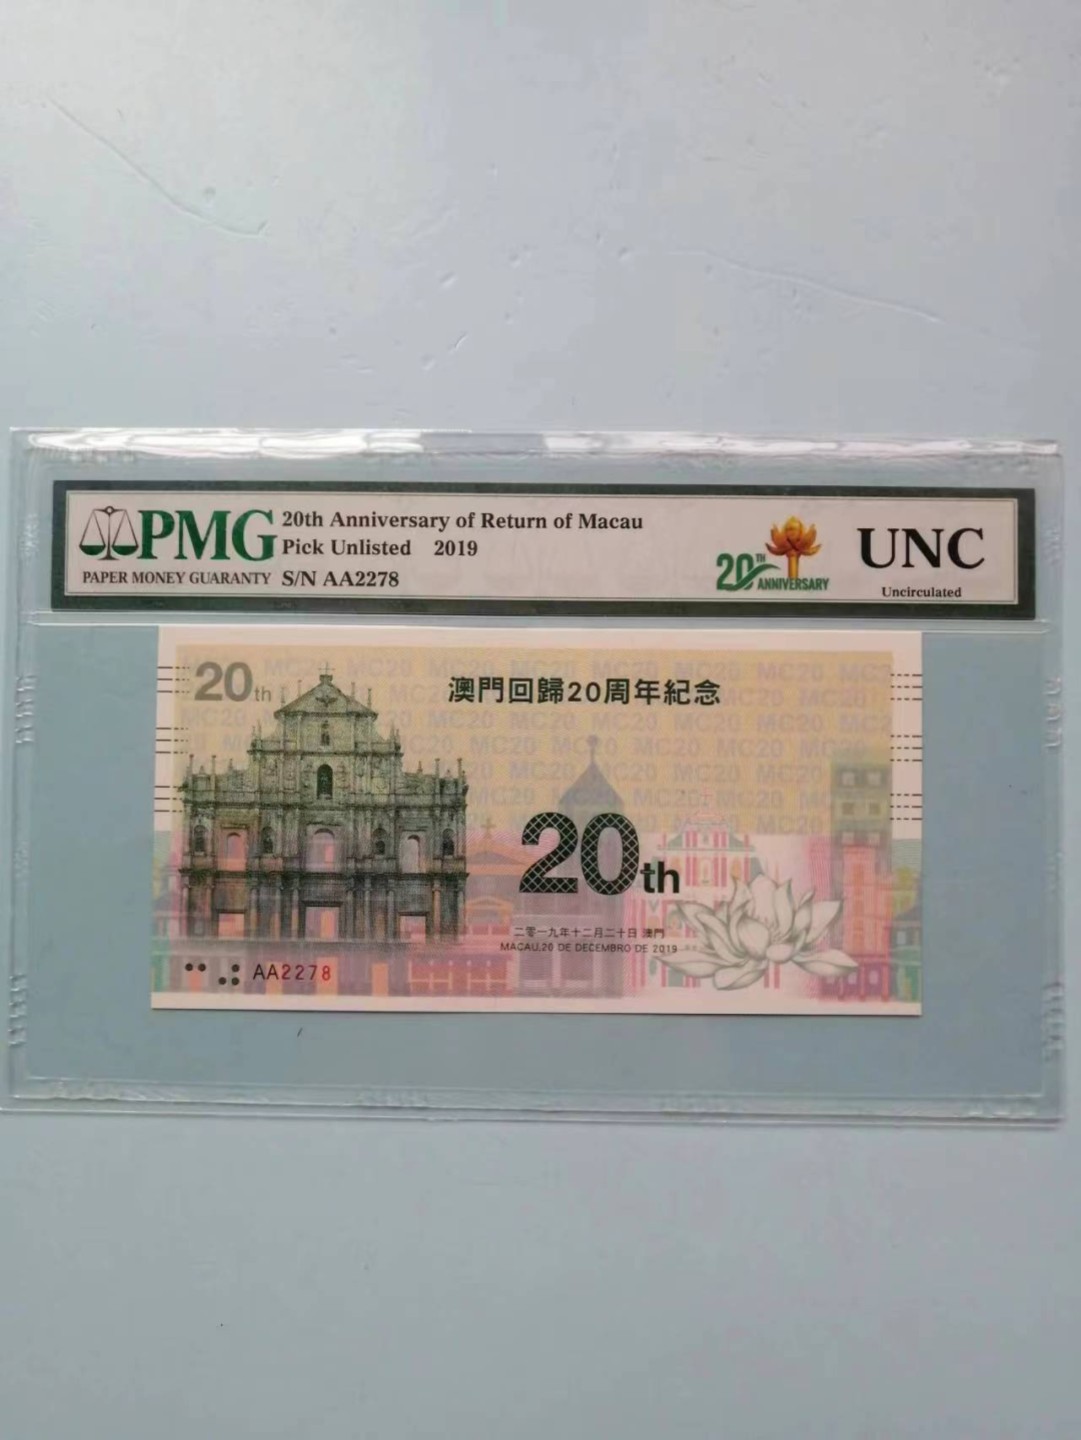 PMG
PAPER MONEY GUARANTY
20th Anniversary of Return of Macau
Pick Unlisted 2019
S/N AA2278
20TH ANNIVERSARY
UNC
Uncirculated
20th
澳門回歸20周年紀念
MC20 MC20 MC20 MC20 MC20 MC20
20th
二零一九年十二月二十日 澳門
MACAU,20 DE DECEMBRO DE 2019
AA2278